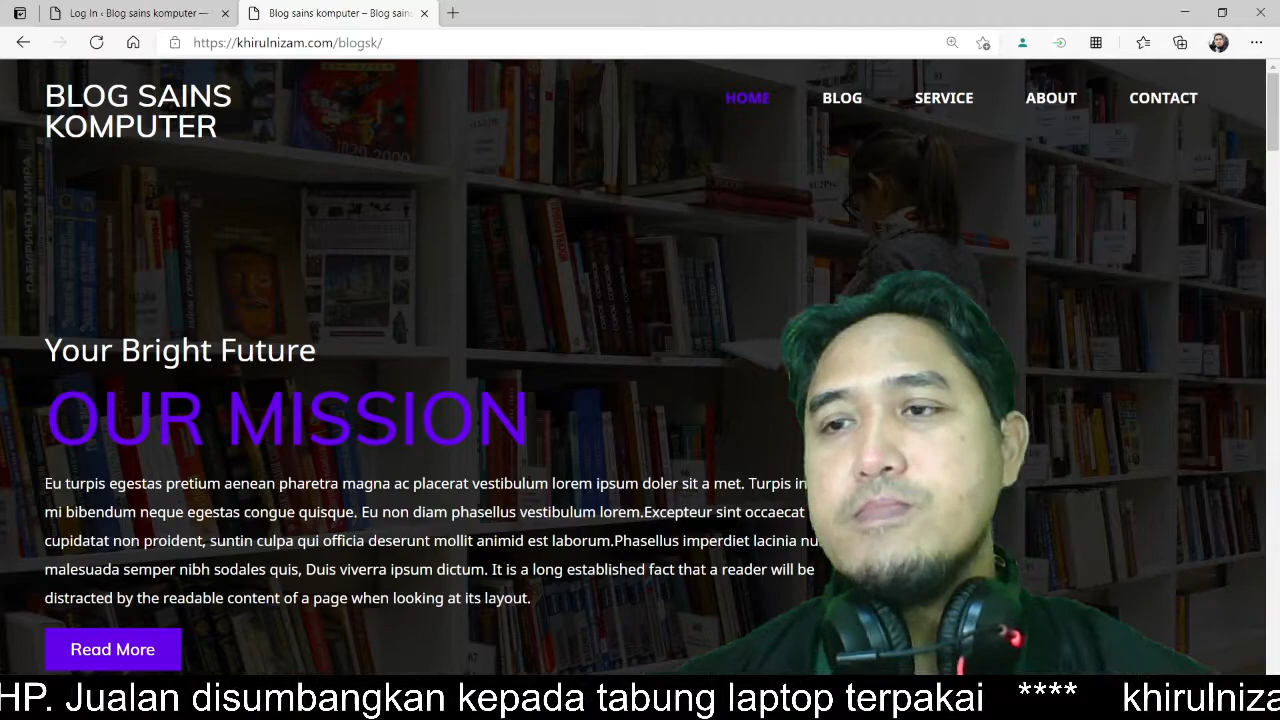 Log In ‹ Blog sains komputer —
Blog sains komputer – Blog sains
https://khirulnizam.com/blogsk/
BLOG SAINS
KOMPUTER
HOME BLOG SERVICE ABOUT CONTACT
Your Bright Future
OUR MISSION
Eu turpis egestas pretium aenean pharetra magna ac placerat vestibulum lorem ipsum doler sit a met. Turpis in
mi bibendum neque egestas congue quisque. Eu non diam phasellus vestibulum lorem.Excepteur sint occaecat
cupidatat non proident, suntin culpa qui officia deserunt mollit animid est laborum.Phasellus imperdiet lacinia nu
malesuada semper nibh sodales quis, Duis viverra ipsum dictum. It is a long established fact that a reader will be
distracted by the readable content of a page when looking at its layout.
Read More
HP. Jualan disumbangkan kepada tabung laptop terpakai **** khirulniza